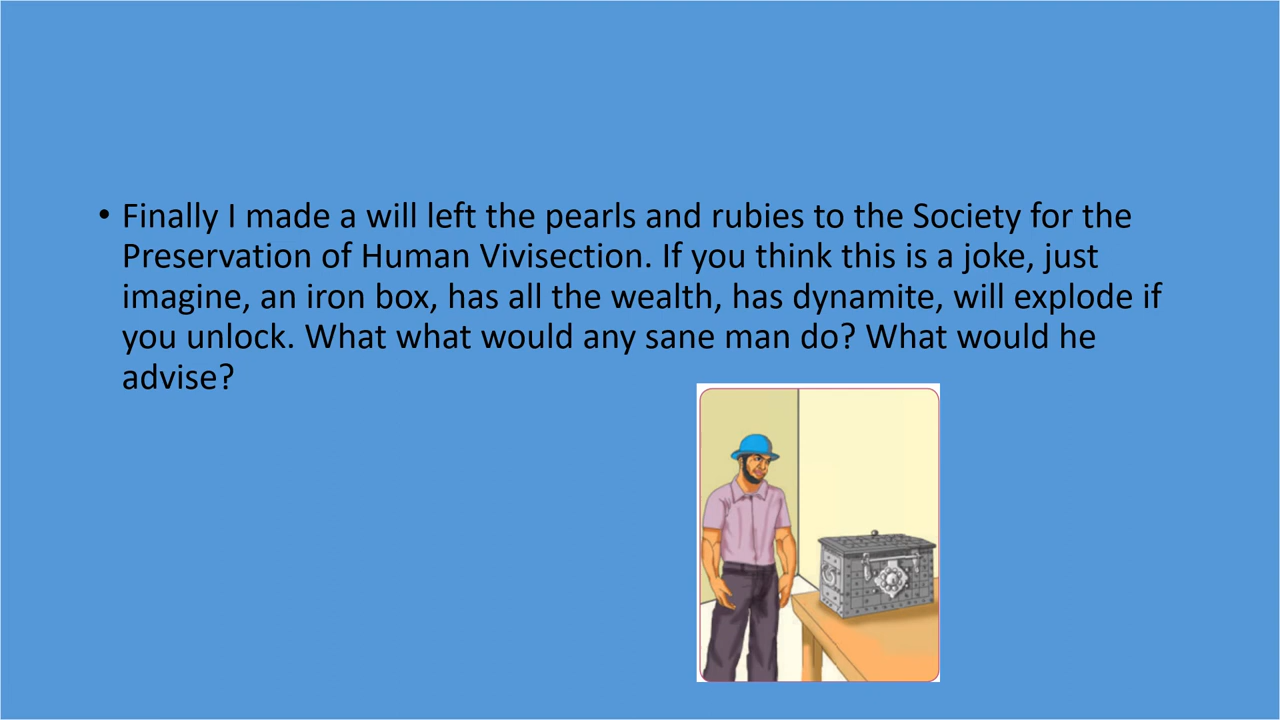 • Finally I made a will left the pearls and rubies to the Society for the
Preservation of Human Vivisection. If you think this is a joke, just
imagine, an iron box, has all the wealth, has dynamite, will explode if
you unlock. What what would any sane man do? What would he
advise?